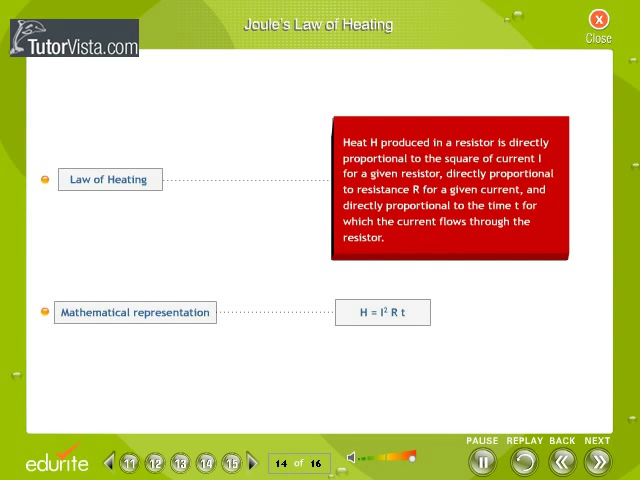 Joule's Law of Heating
TutorVista.com
Close
Heat H produced in a resistor is directly
proportional to the square of current I
for a given resistor, directly proportional
to resistance R for a given current, and
directly proportional to the time t for
which the current flows through the
resistor.
Law of Heating
Mathematical representation
H = I² R t
PAUSE REPLAY BACK NEXT
edurite
11 12 13 14 15
14 of 16